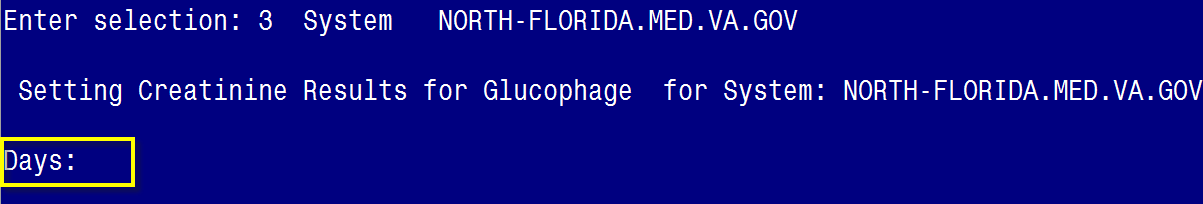 Enter selection: 3  System   NORTH-FLORIDA.MED.VA.GOV
Setting Creatinine Results for Glucophage  for System: NORTH-FLORIDA.MED.VA.GOV
Days: